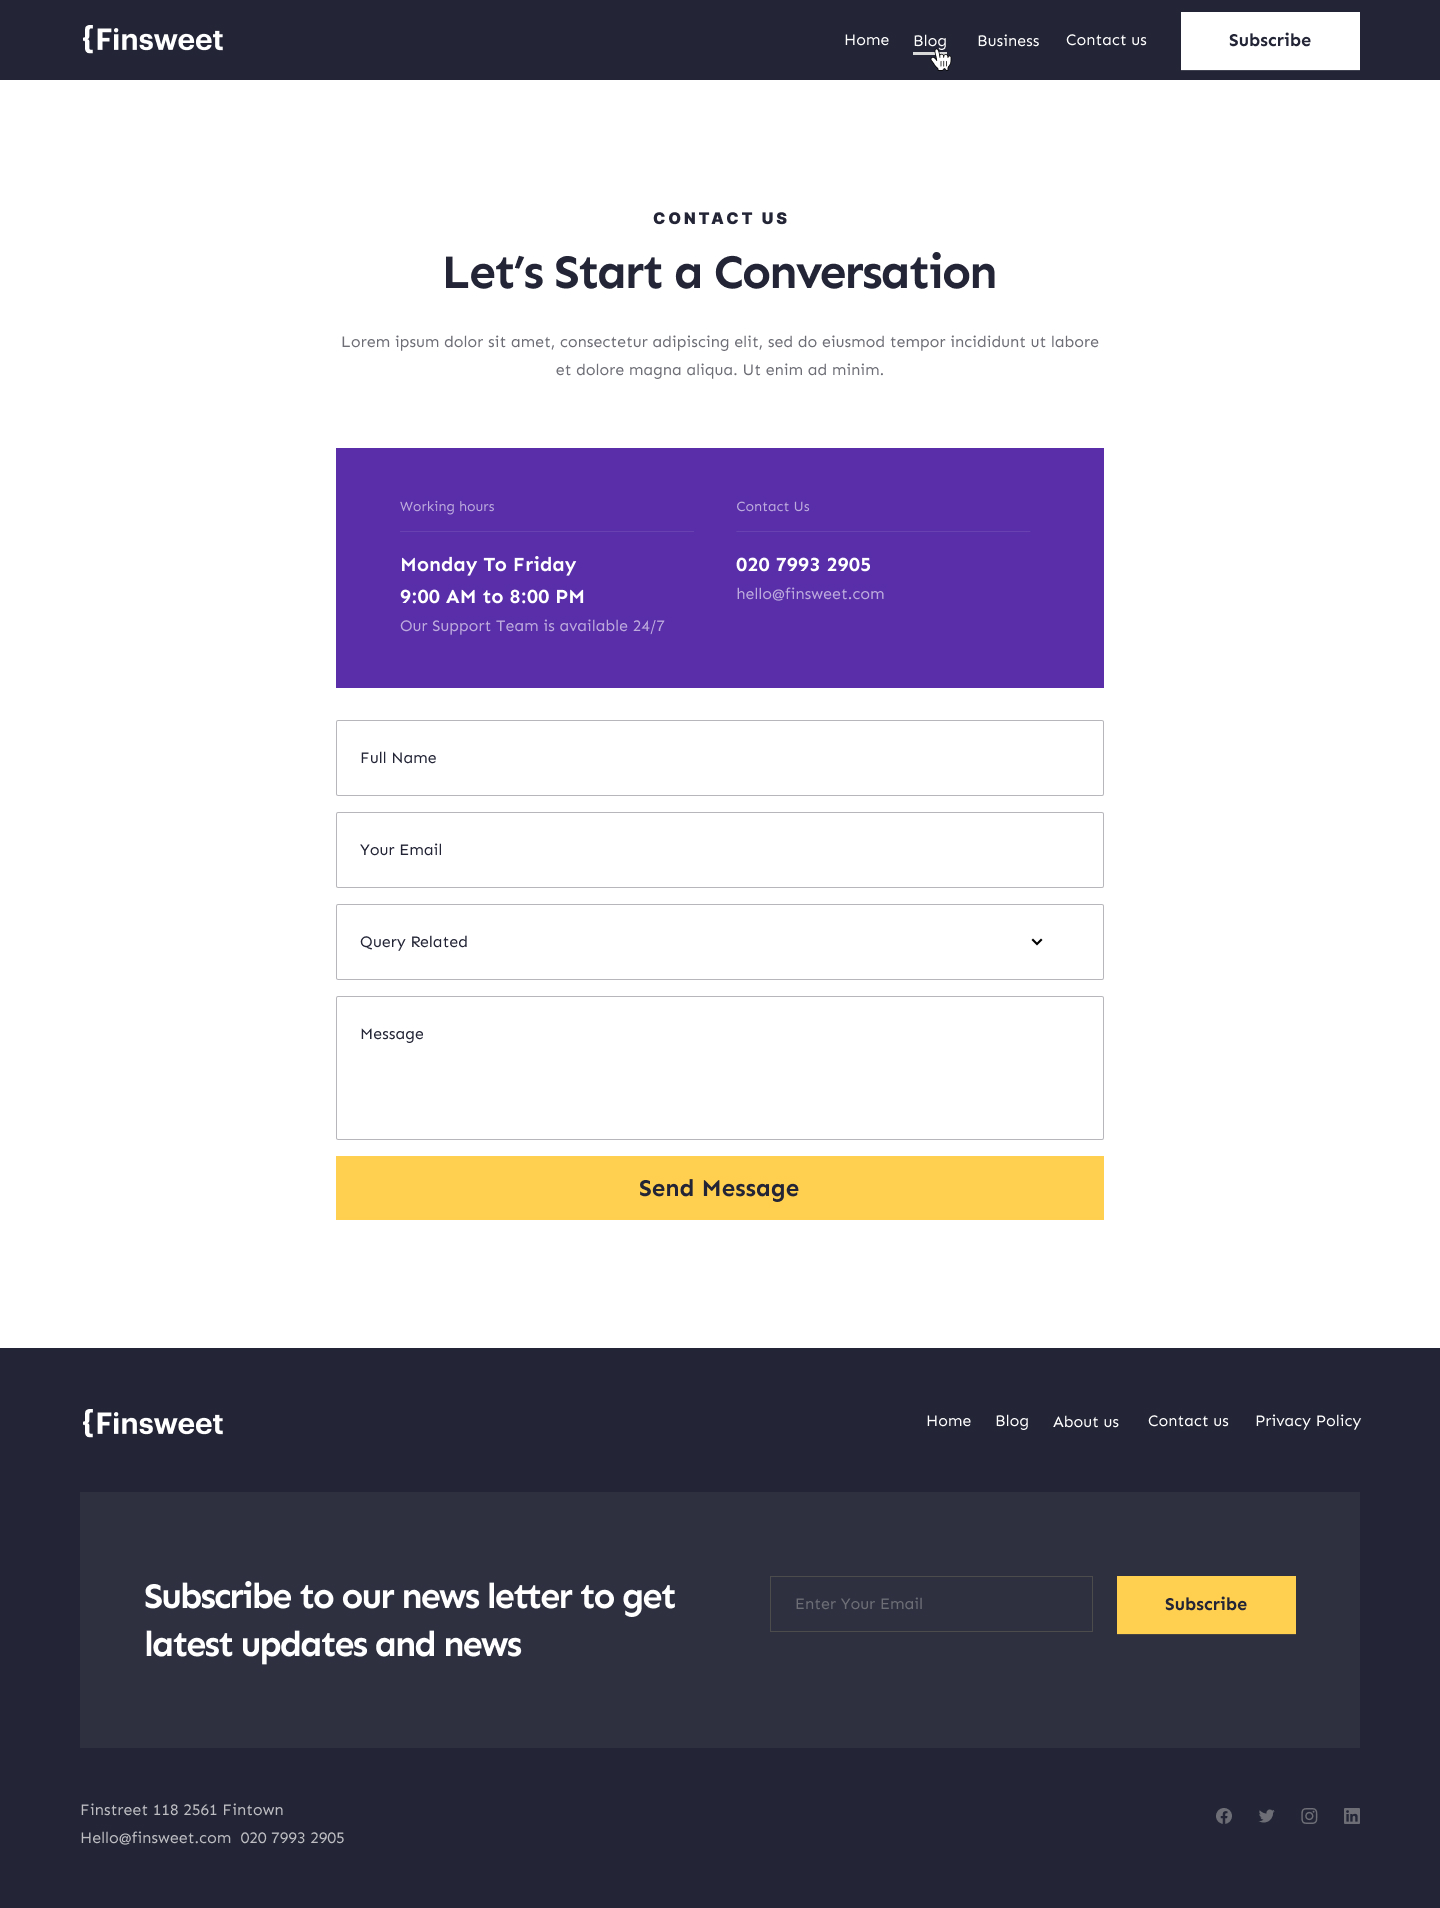 {Finsweet
Home Blog Business Contact us Subscribe
CONTACT US
Let’s Start a Conversation
Lorem ipsum dolor sit amet, consectetur adipiscing elit, sed do eiusmod tempor incididunt ut labore
et dolore magna aliqua. Ut enim ad minim.
Working hours
Monday To Friday
9:00 AM to 8:00 PM
Our Support Team is available 24/7
Contact Us
020 7993 2905
hello@finsweet.com
Full Name
Your Email
Query Related
Message
Send Message
{Finsweet
Home Blog About us Contact us Privacy Policy
Subscribe to our news letter to get
latest updates and news
Enter Your Email
Subscribe
Finstreet 118 2561 Fintown
Hello@finsweet.com 020 7993 2905